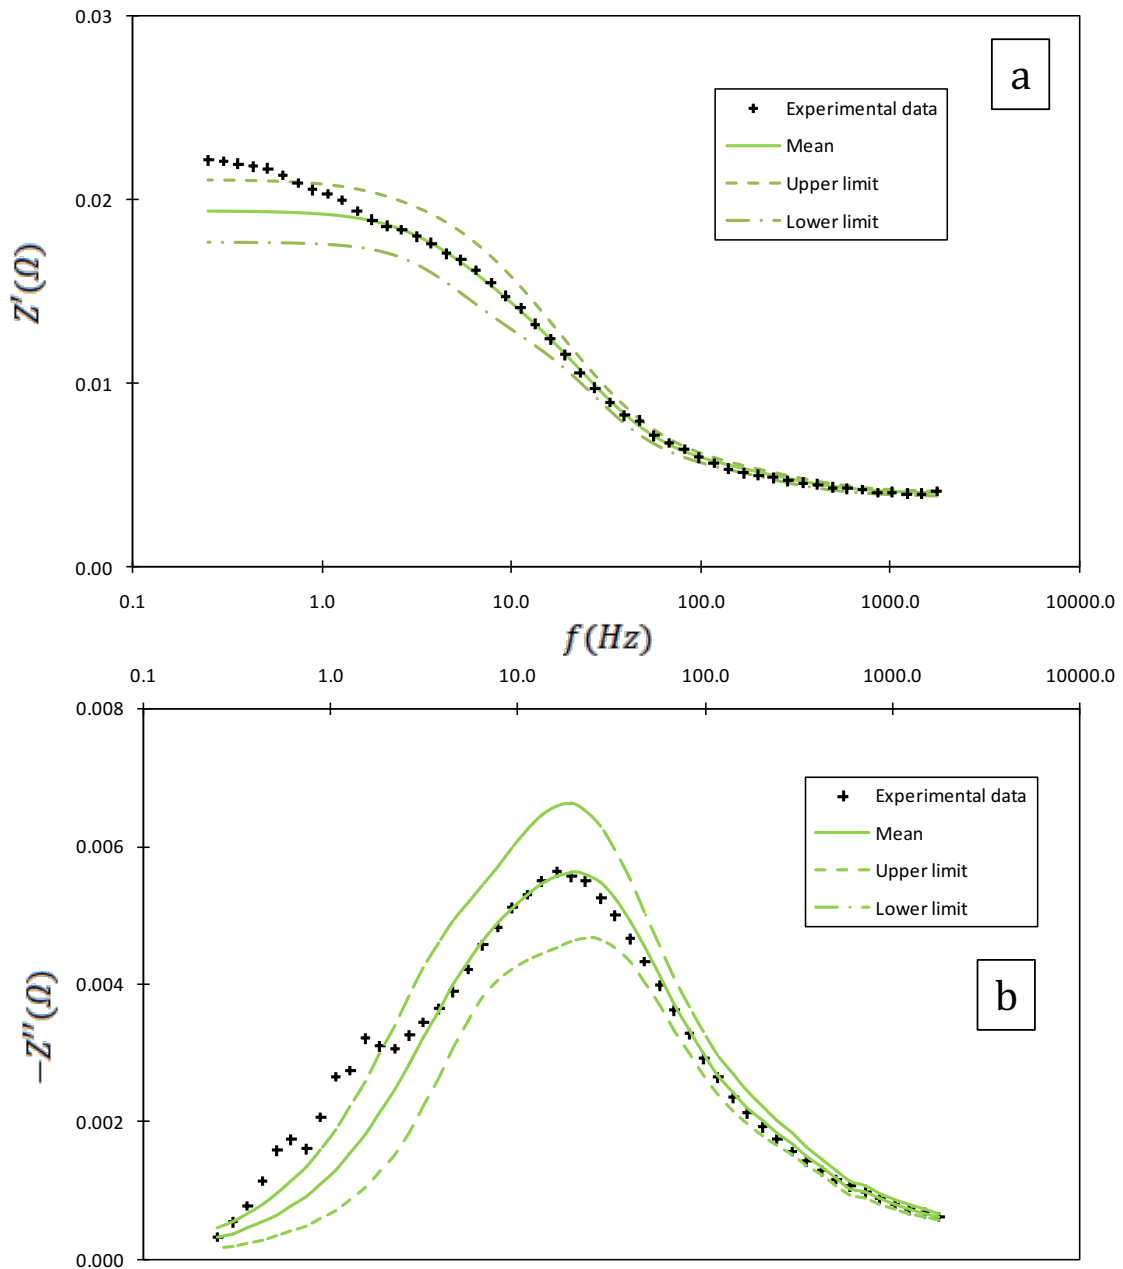 0.03
a
Experimental data
Mean
Upper limit
Lower limit
0.02
Z′(Ω)
0.01
0.00
0.1 1.0 10.0 100.0 1000.0 10000.0
f(Hz)
0.1 1.0 10.0 100.0 1000.0 10000.0
0.008
Experimental data
Mean
Upper limit
Lower limit
0.006
b
0.004
−Z′′(Ω)
0.002
0.000